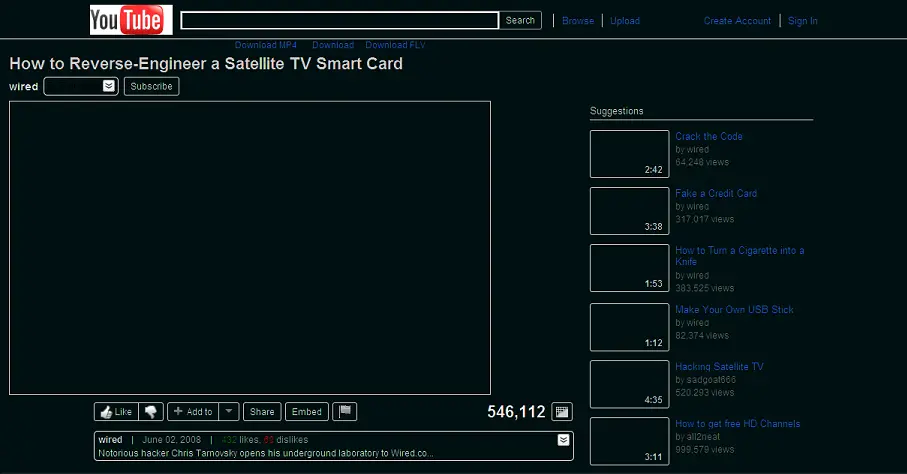 YouTube
Search
Browse
Upload
Create Account
Sign In
Download MP4
Download
Download FLV
How to Reverse-Engineer a Satellite TV Smart Card
wired
Subscribe
Suggestions
2:42
Crack the Code
by wired
64,246 views
3:38
Fake a Credit Card
by wired
317,017 views
1:53
How to Turn a Cigarette into a
Knife
by wired
383,525 views
1:12
Make Your Own USB Stick
by wired
82,374 views
4:35
Hacking Satellite TV
by sadgoat666
520,293 views
3:11
How to get free HD Channels
by all2neat
999,579 views
Like
Add to
Share
Embed
546,112
wired | June 02, 2008 | 432 likes, dislikes
Notorious hacker Chris Tarnovsky opens his underground laboratory to Wired.co...